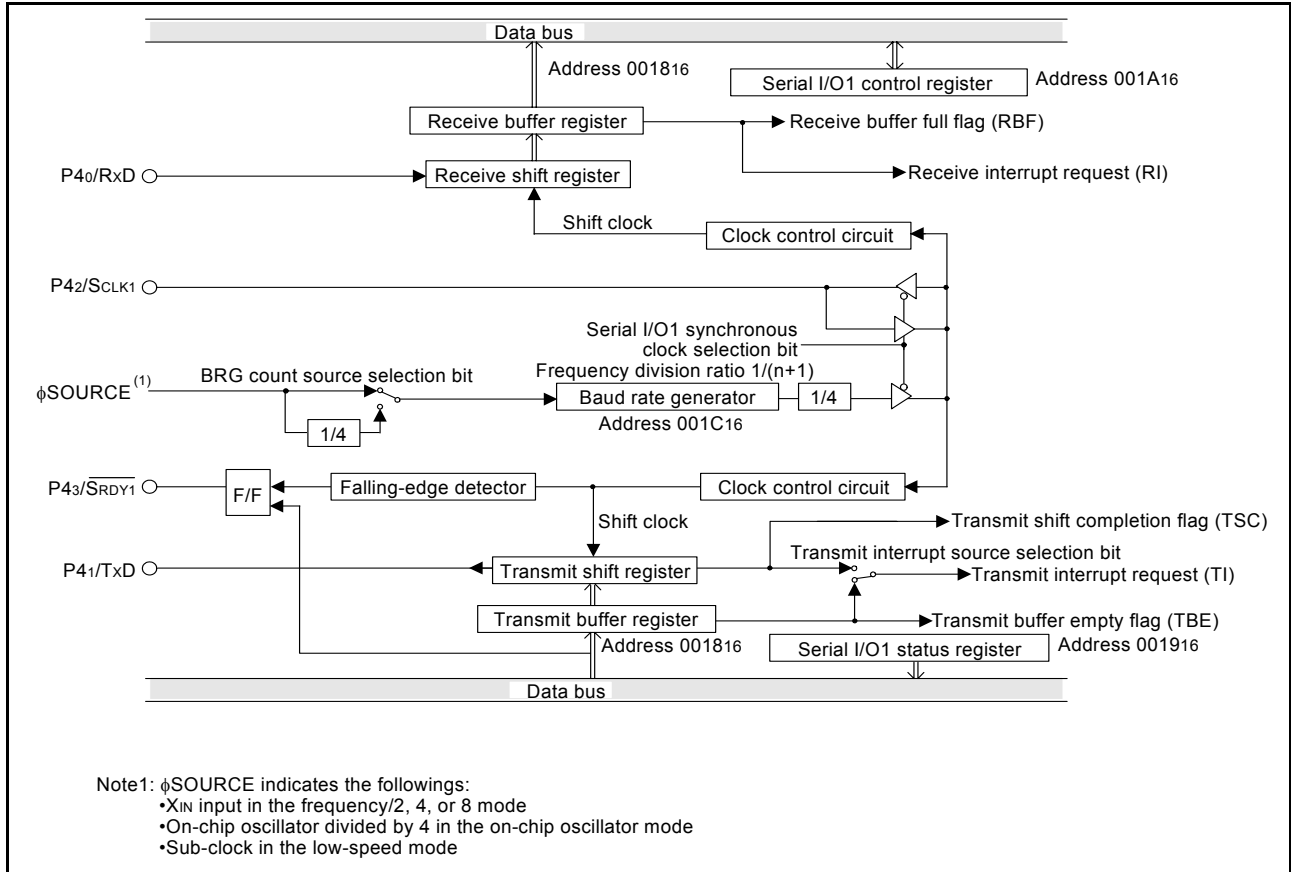 Data bus
Address 001816
Serial I/O1 control register
Address 001A16
Receive buffer register
Receive buffer full flag (RBF)
P40/RXD
Receive shift register
Receive interrupt request (RI)
Shift clock
Clock control circuit
P42/SCLK1
Serial I/O1 synchronous
clock selection bit
BRG count source selection bit
Frequency division ratio 1/(n+1)
ϕSOURCE(1)
Baud rate generator
1/4
Address 001C16
1/4
P43/SRDY1
F/F
Falling-edge detector
Clock control circuit
Shift clock
Transmit shift completion flag (TSC)
Transmit interrupt source selection bit
P41/TXD
Transmit shift register
Transmit interrupt request (TI)
Transmit buffer register
Transmit buffer empty flag (TBE)
Address 001816
Serial I/O1 status register
Address 001916
Data bus
Note1: ϕSOURCE indicates the followings:
•XIN input in the frequency/2, 4, or 8 mode
•On-chip oscillator divided by 4 in the on-chip oscillator mode
•Sub-clock in the low-speed mode